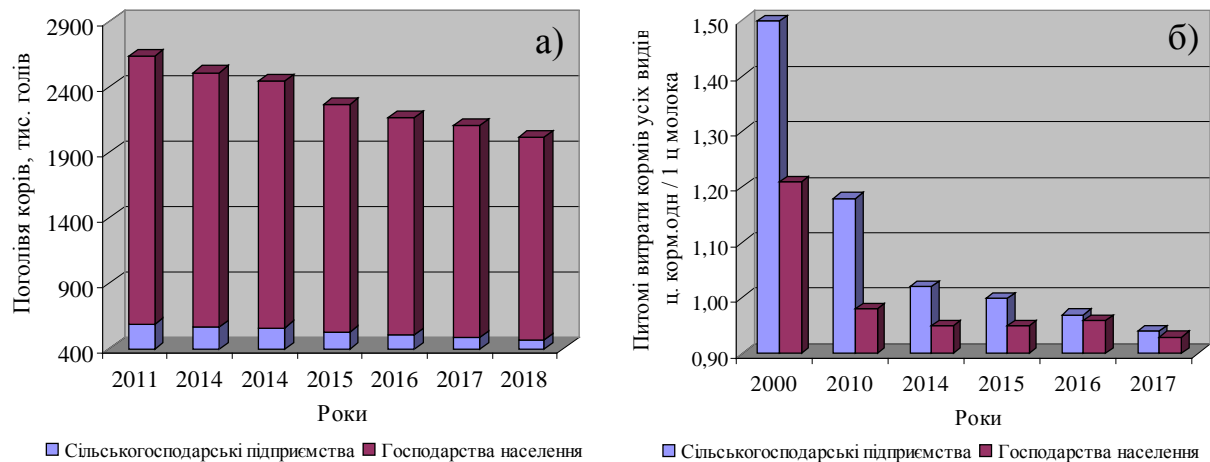 а)
Поголівя корів, тис. голів
2900
2400
1900
1400
900
400
2011 2014 2014 2015 2016 2017 2018
Роки
Сільськогосподарські підприємства Господарства населення
б)
Питомі витрати кормів усіх видів
ц. корм.одн / 1 ц молока
1,50
1,40
1,30
1,20
1,10
1,00
0,90
2000 2010 2014 2015 2016 2017
Роки
Сільськогосподарські підприємства Господарства населення